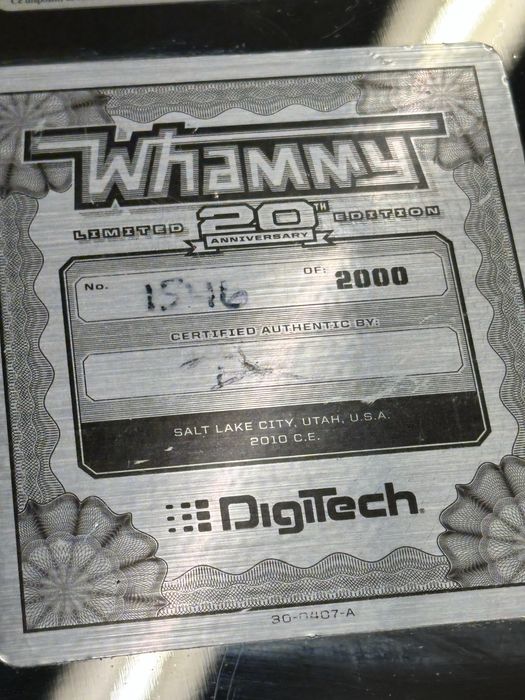 Whammy
LIMITED 20TH EDITION
ANNIVERSARY
No. 1546 OF: 2000
CERTIFIED AUTHENTIC BY:
SALT LAKE CITY, UTAH, U.S.A.
2010 C.E.
DigiTech
30-0407-A